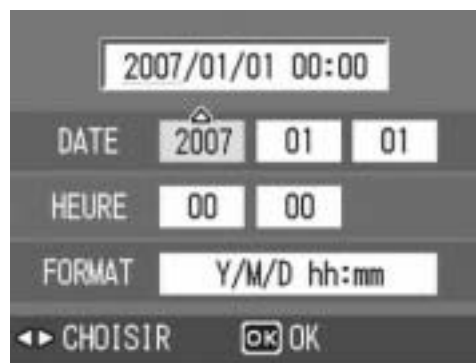 2007/01/01 00:00
DATE 2007 01 01
HEURE 00 00
FORMAT Y/M/D hh:mm
CHOISIR OK OK